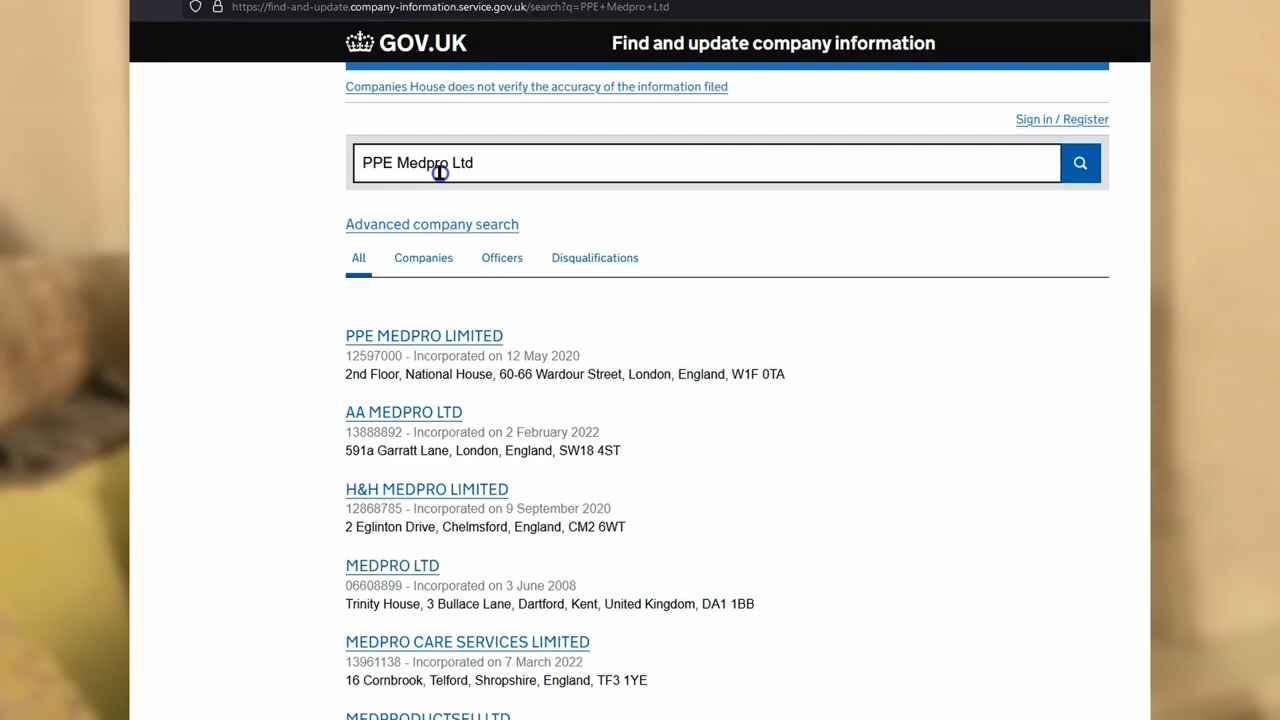 https://find-and-update.company-information.service.gov.uk/search?q=PPE+Medpro+Ltd
GOV.UK
Find and update company information
Companies House does not verify the accuracy of the information filed
Sign in / Register
PPE Medpro Ltd
Advanced company search
All Companies Officers Disqualifications
PPE MEDPRO LIMITED
12597000 - Incorporated on 12 May 2020
2nd Floor, National House, 60-66 Wardour Street, London, England, W1F 0TA
AA MEDPRO LTD
13888892 - Incorporated on 2 February 2022
591a Garratt Lane, London, England, SW18 4ST
H&H MEDPRO LIMITED
12868785 - Incorporated on 9 September 2020
2 Eglinton Drive, Chelmsford, England, CM2 6WT
MEDPRO LTD
06608899 - Incorporated on 3 June 2008
Trinity House, 3 Bullace Lane, Dartford, Kent, United Kingdom, DA1 1BB
MEDPRO CARE SERVICES LIMITED
13961138 - Incorporated on 7 March 2022
16 Cornbrook, Telford, Shropshire, England, TF3 1YE
MEDPRODUCTSEU LTD